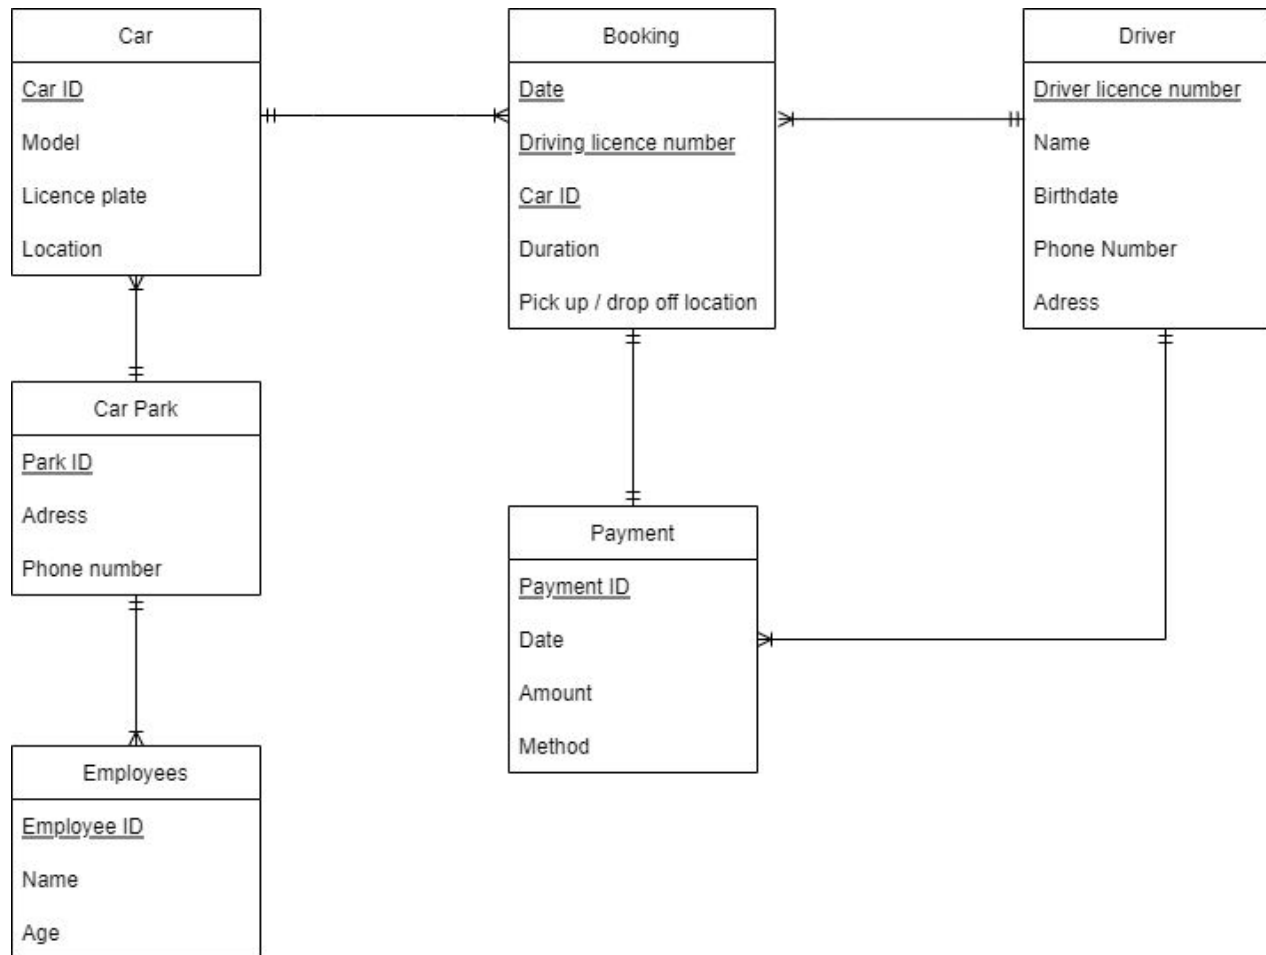 Car
Car ID
Model
Licence plate
Location
Booking
Date
Driving licence number
Car ID
Duration
Pick up / drop off location
Driver
Driver licence number
Name
Birthdate
Phone Number
Adress
Car Park
Park ID
Adress
Phone number
Payment
Payment ID
Date
Amount
Method
Employees
Employee ID
Name
Age